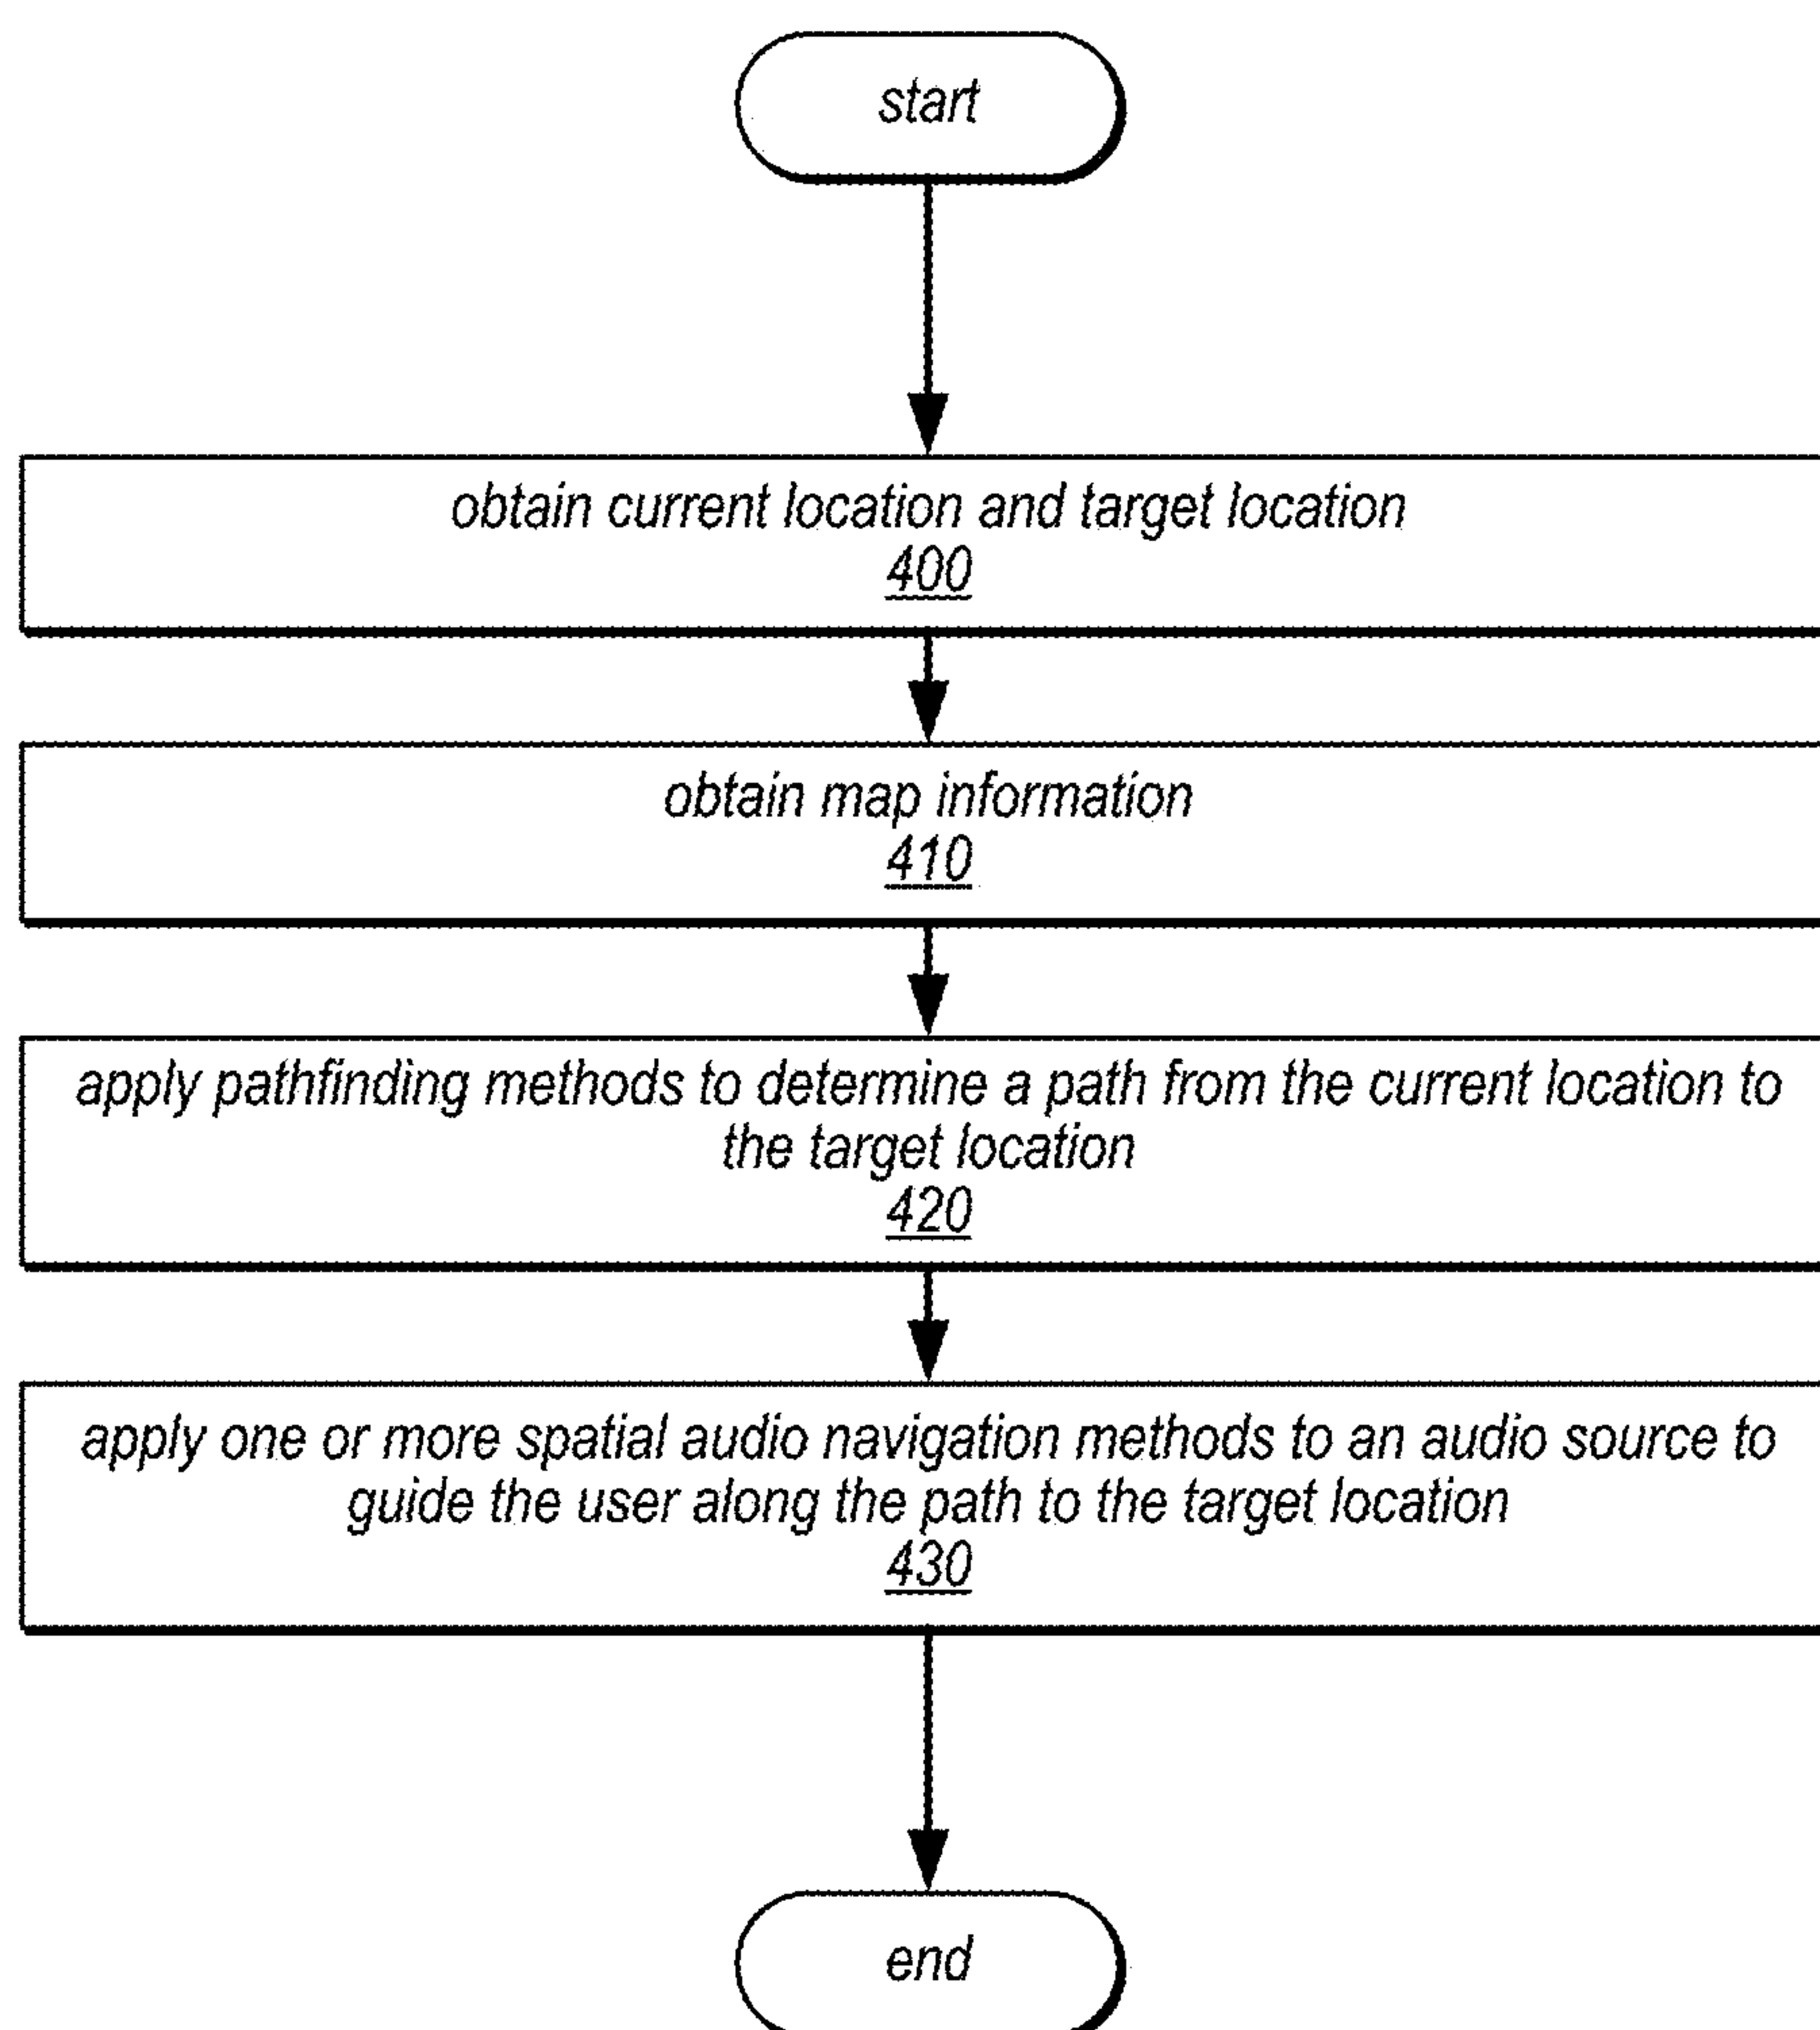 start
obtain current location and target location
400
obtain map information
410
apply pathfinding methods to determine a path from the current location to
the target location
420
apply one or more spatial audio navigation methods to an audio source to
guide the user along the path to the target location
430
end